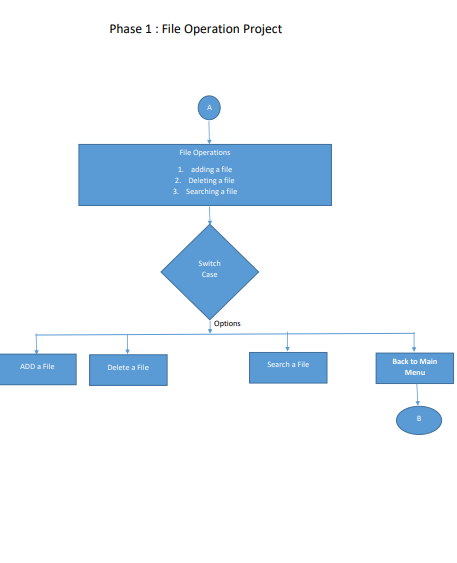 Phase 1 : File Operation Project
A
File Operations
1. adding a file
2. Deleting a file
3. Searching a file
Switch
Case
Options
ADD a File
Delete a File
Search a File
Back to Main
Menu
B